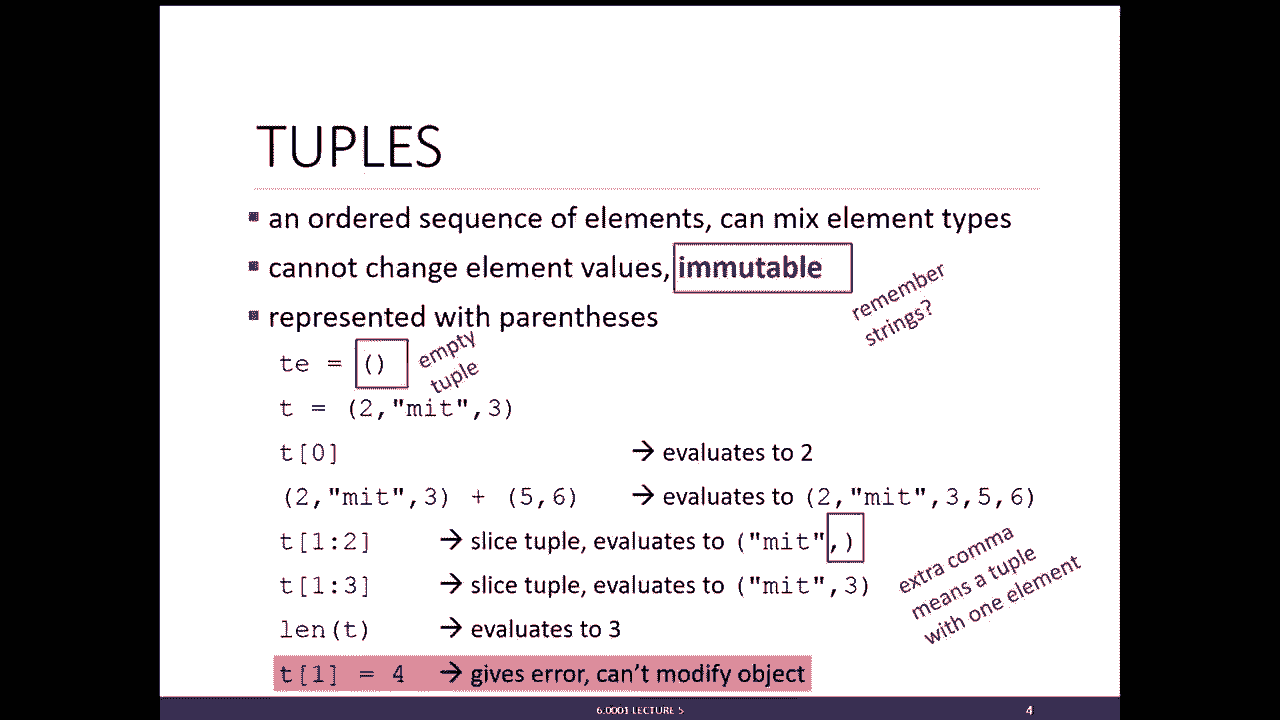 TUPLES
▪ an ordered sequence of elements, can mix element types
▪ cannot change element values, immutable
remember
strings?
▪ represented with parentheses
te = ()
empty
tuple
t = (2,"mit",3)
t[0] → evaluates to 2
(2,"mit",3) + (5,6) → evaluates to (2,"mit",3,5,6)
t[1:2] → slice tuple, evaluates to ("mit",)
extra comma
means a tuple
with one element
t[1:3] → slice tuple, evaluates to ("mit",3)
len(t) → evaluates to 3
t[1] = 4 → gives error, can't modify object
6.0001 LECTURE 5
4